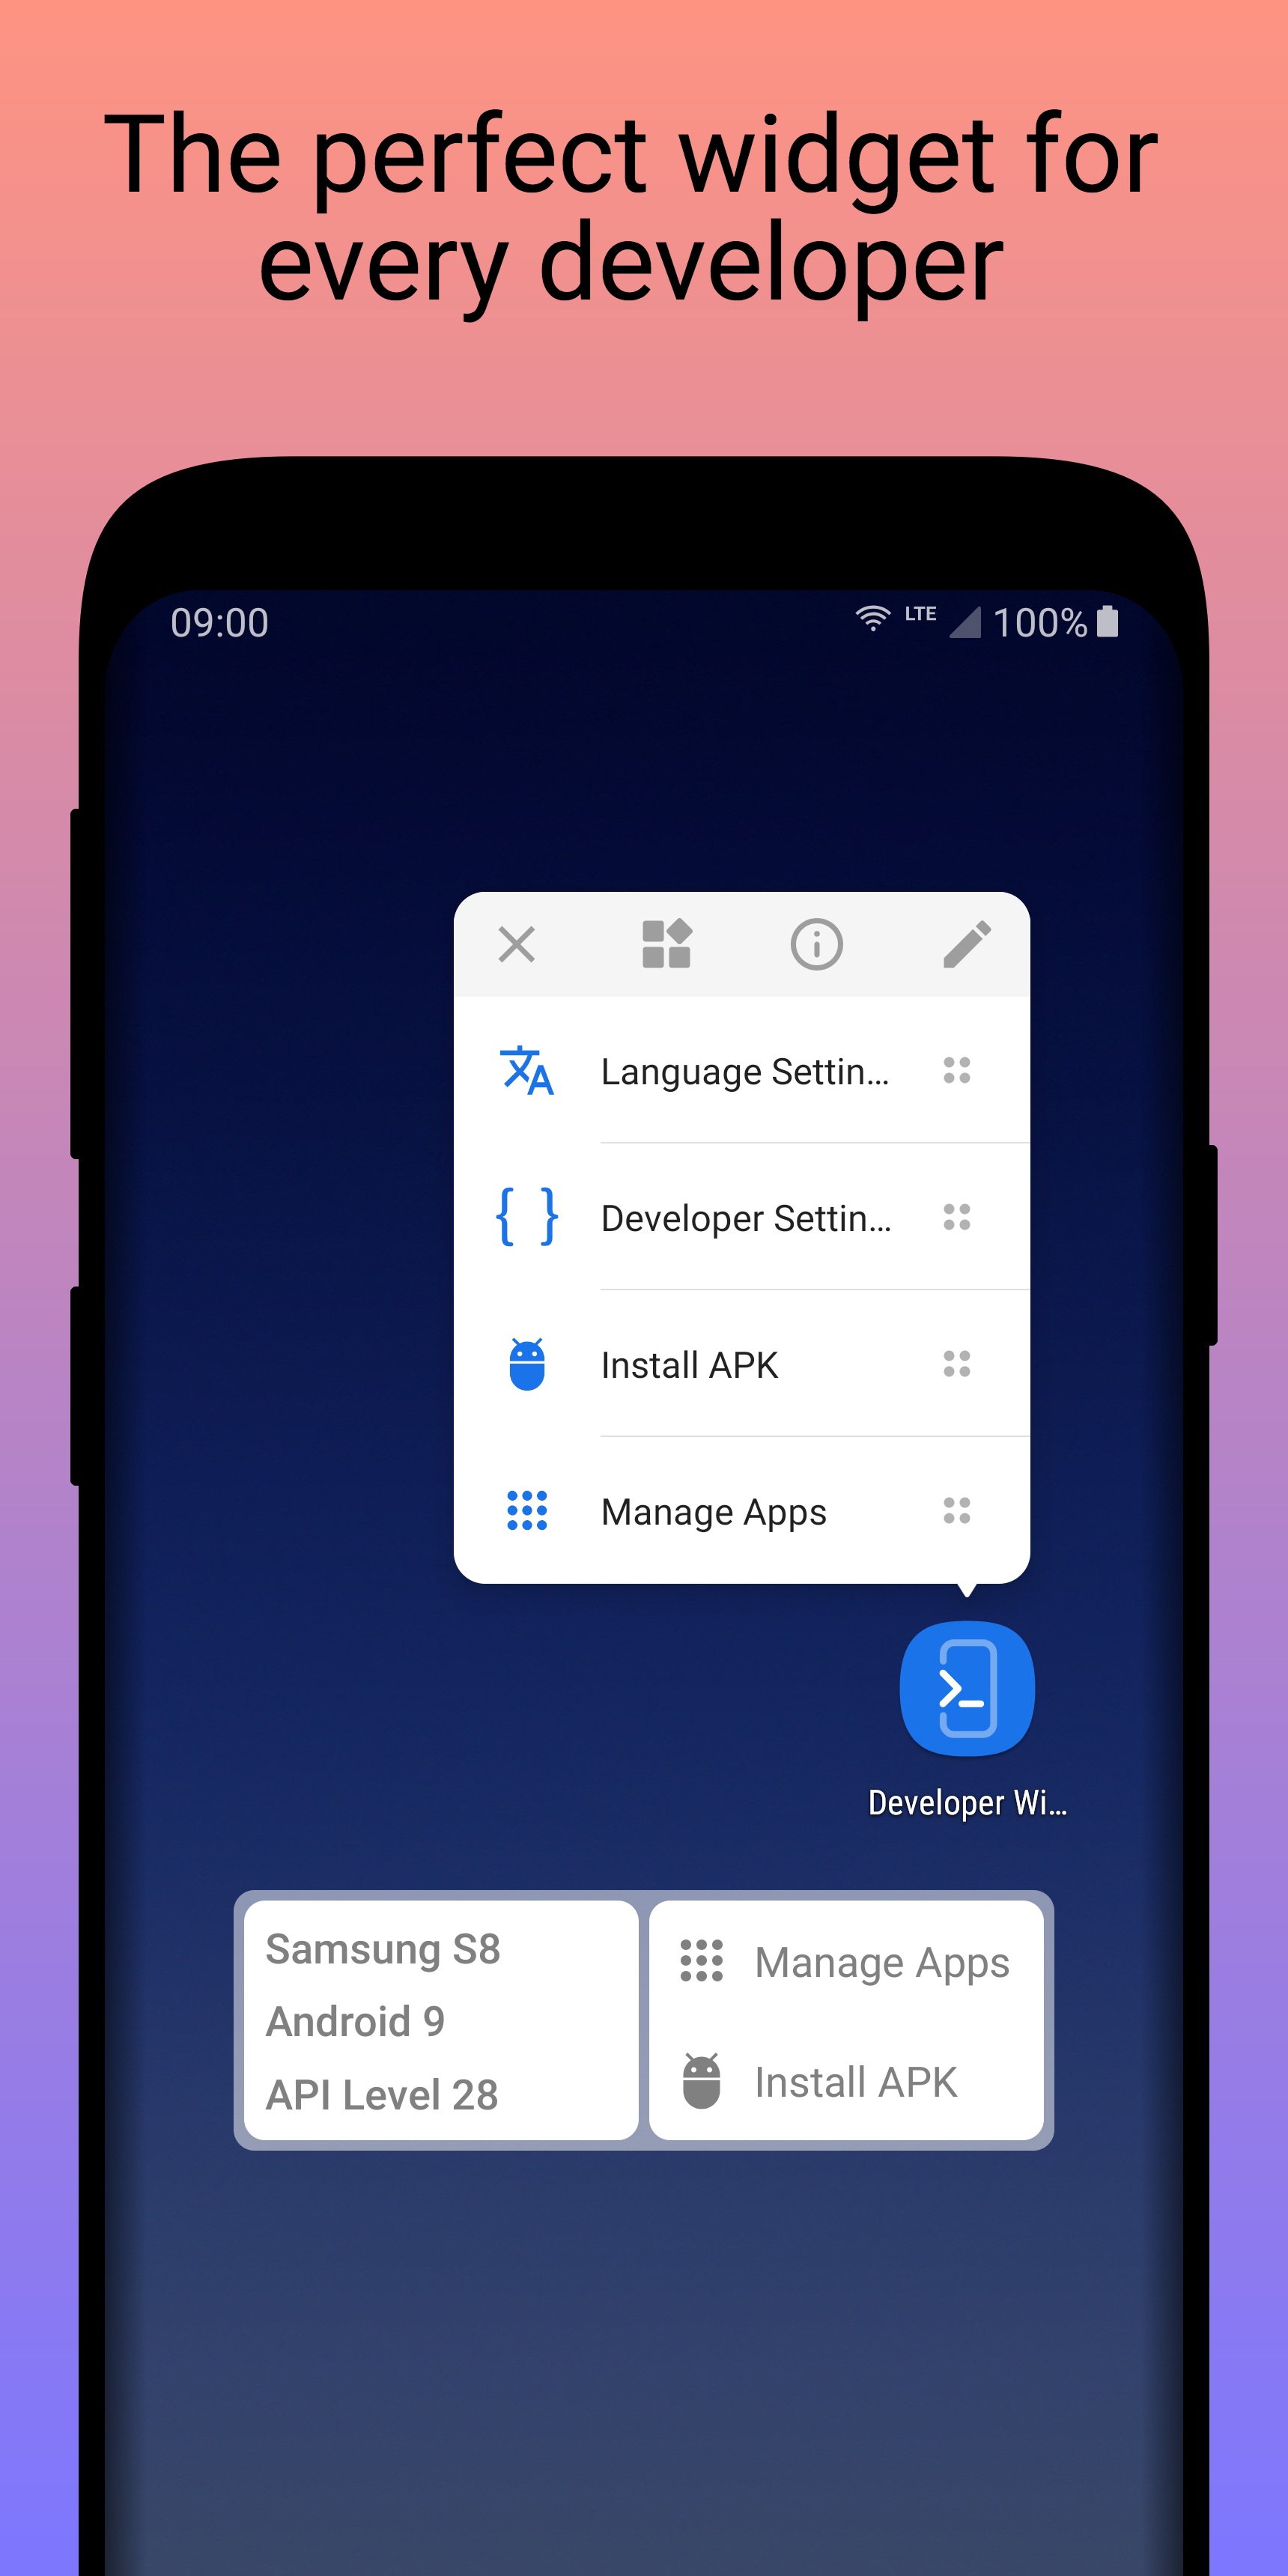 The perfect widget for
every developer
09:00
LTE
100%
Language Settin...
Developer Settin...
Install APK
Manage Apps
Developer Wi...
Samsung S8
Android 9
API Level 28
Manage Apps
Install APK